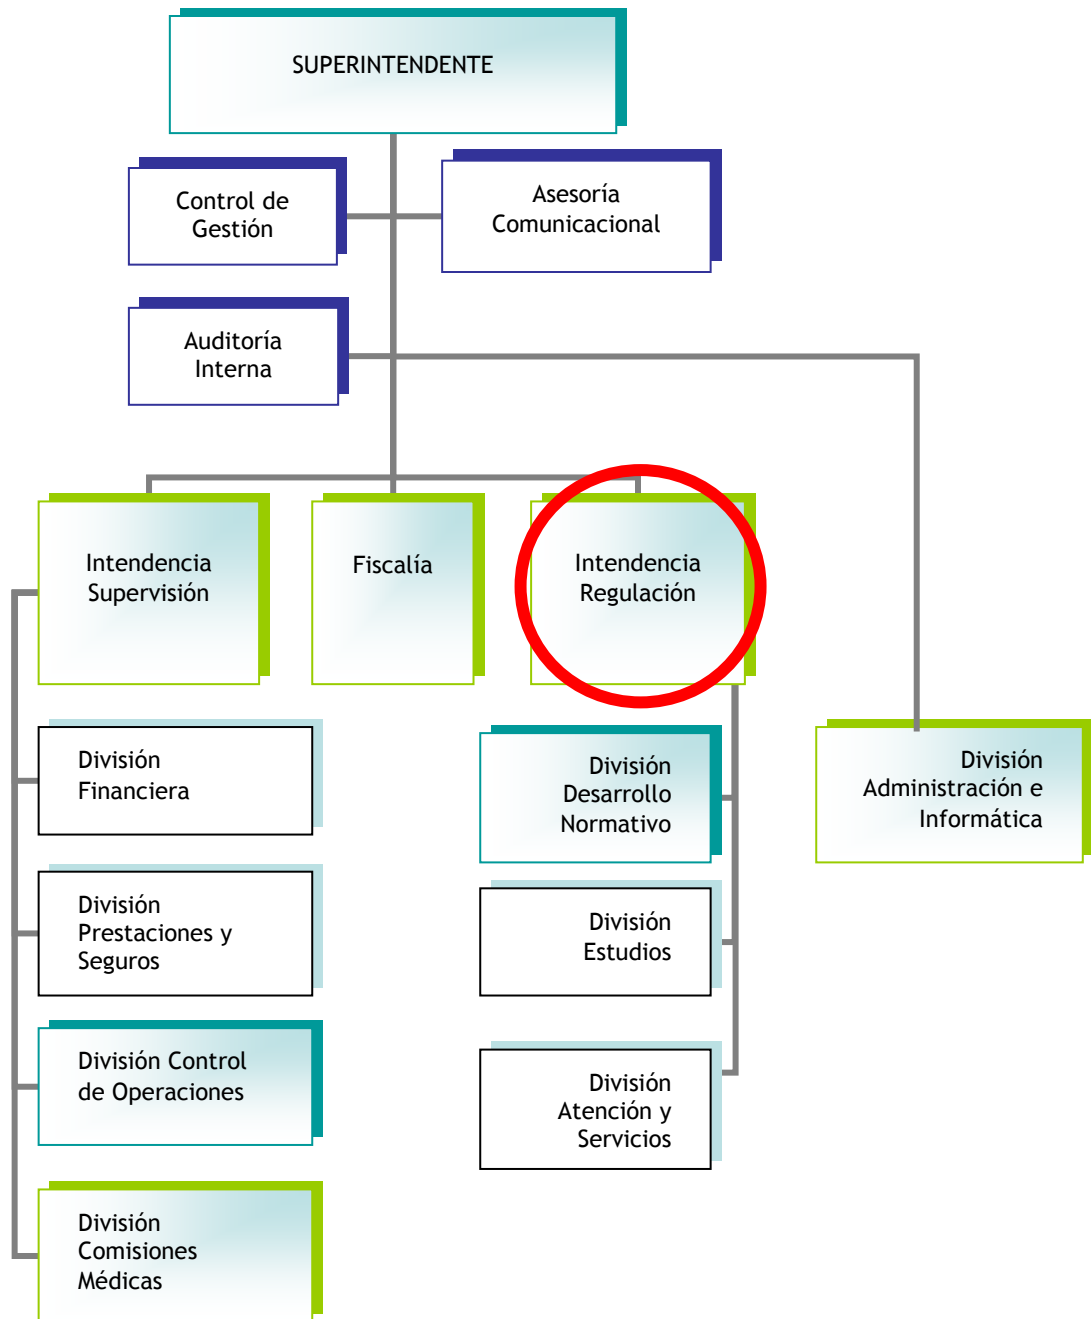 SUPERINTENDENTE
Control de
Gestión
Asesoría
Comunicacional
Auditoría
Interna
Intendencia
Supervisión
Fiscalía
Intendencia
Regulación
División
Financiera
División
Prestaciones y
Seguros
División Control
de Operaciones
División
Comisiones
Médicas
División
Desarrollo
Normativo
División
Estudios
División
Atención y
Servicios
División
Administración e
Informática